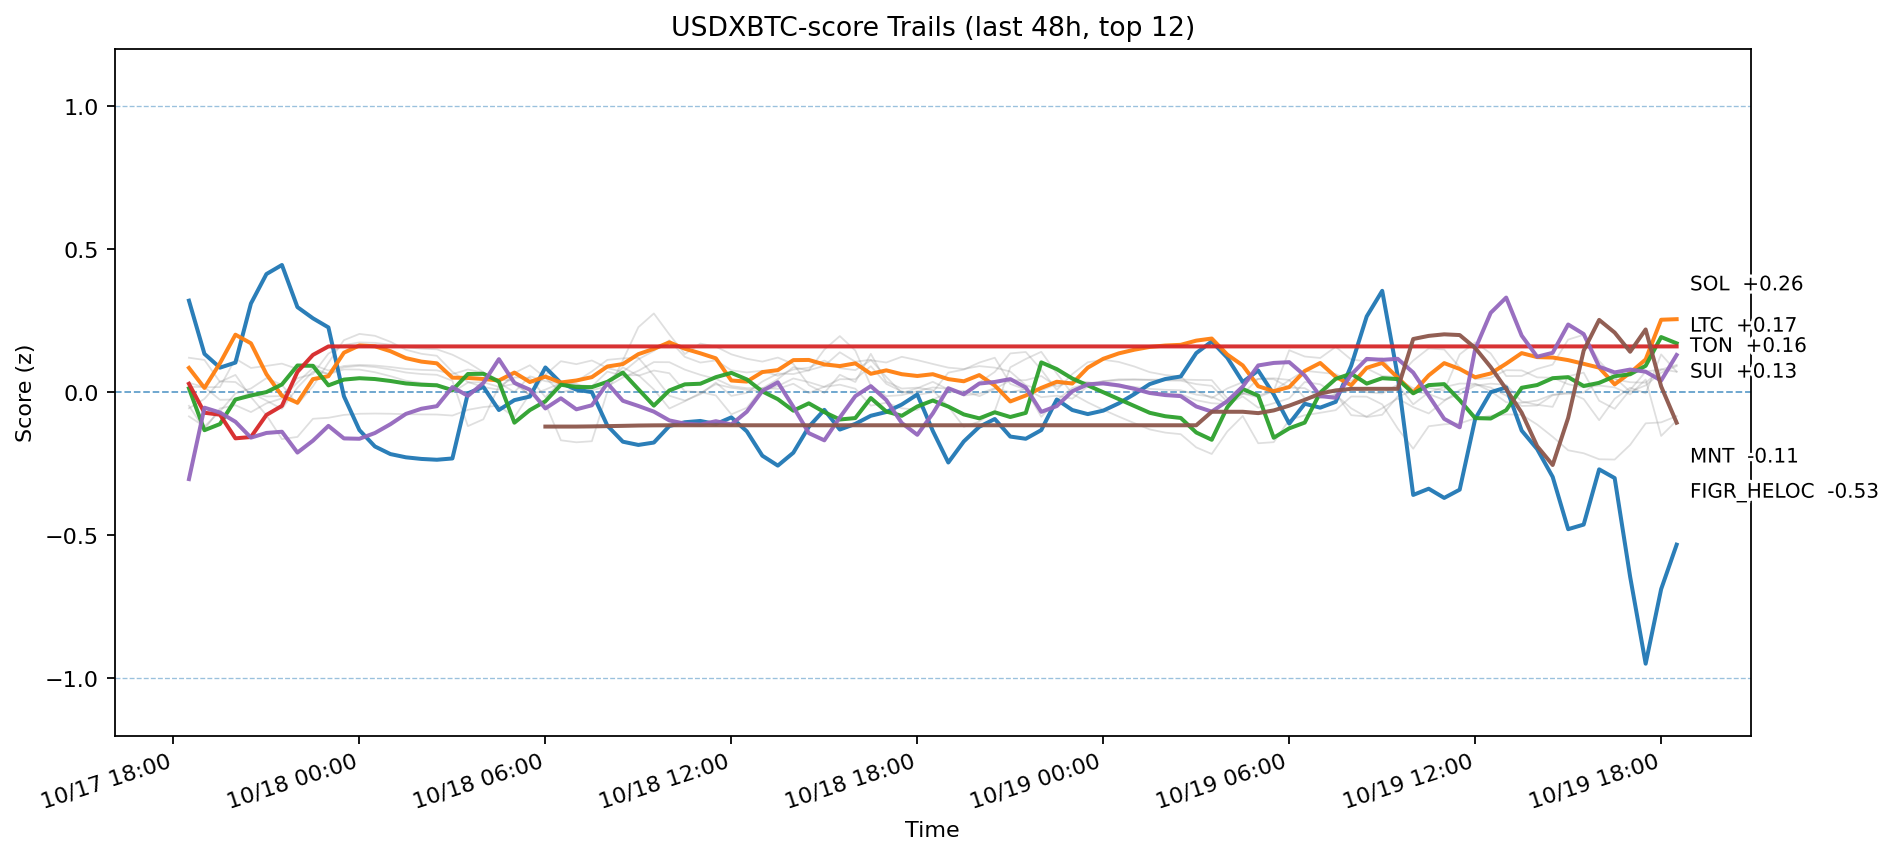 USDXBTC-score Trails (last 48h, top 12)
Score (z)
1.0
0.5
0.0
−0.5
−1.0
SOL +0.26
LTC +0.17
TON +0.16
SUI +0.13
MNT -0.11
FIGR_HELOC -0.53
10/17 18:00
10/18 00:00
10/18 06:00
10/18 12:00
10/18 18:00
10/19 00:00
10/19 06:00
10/19 12:00
10/19 18:00
Time